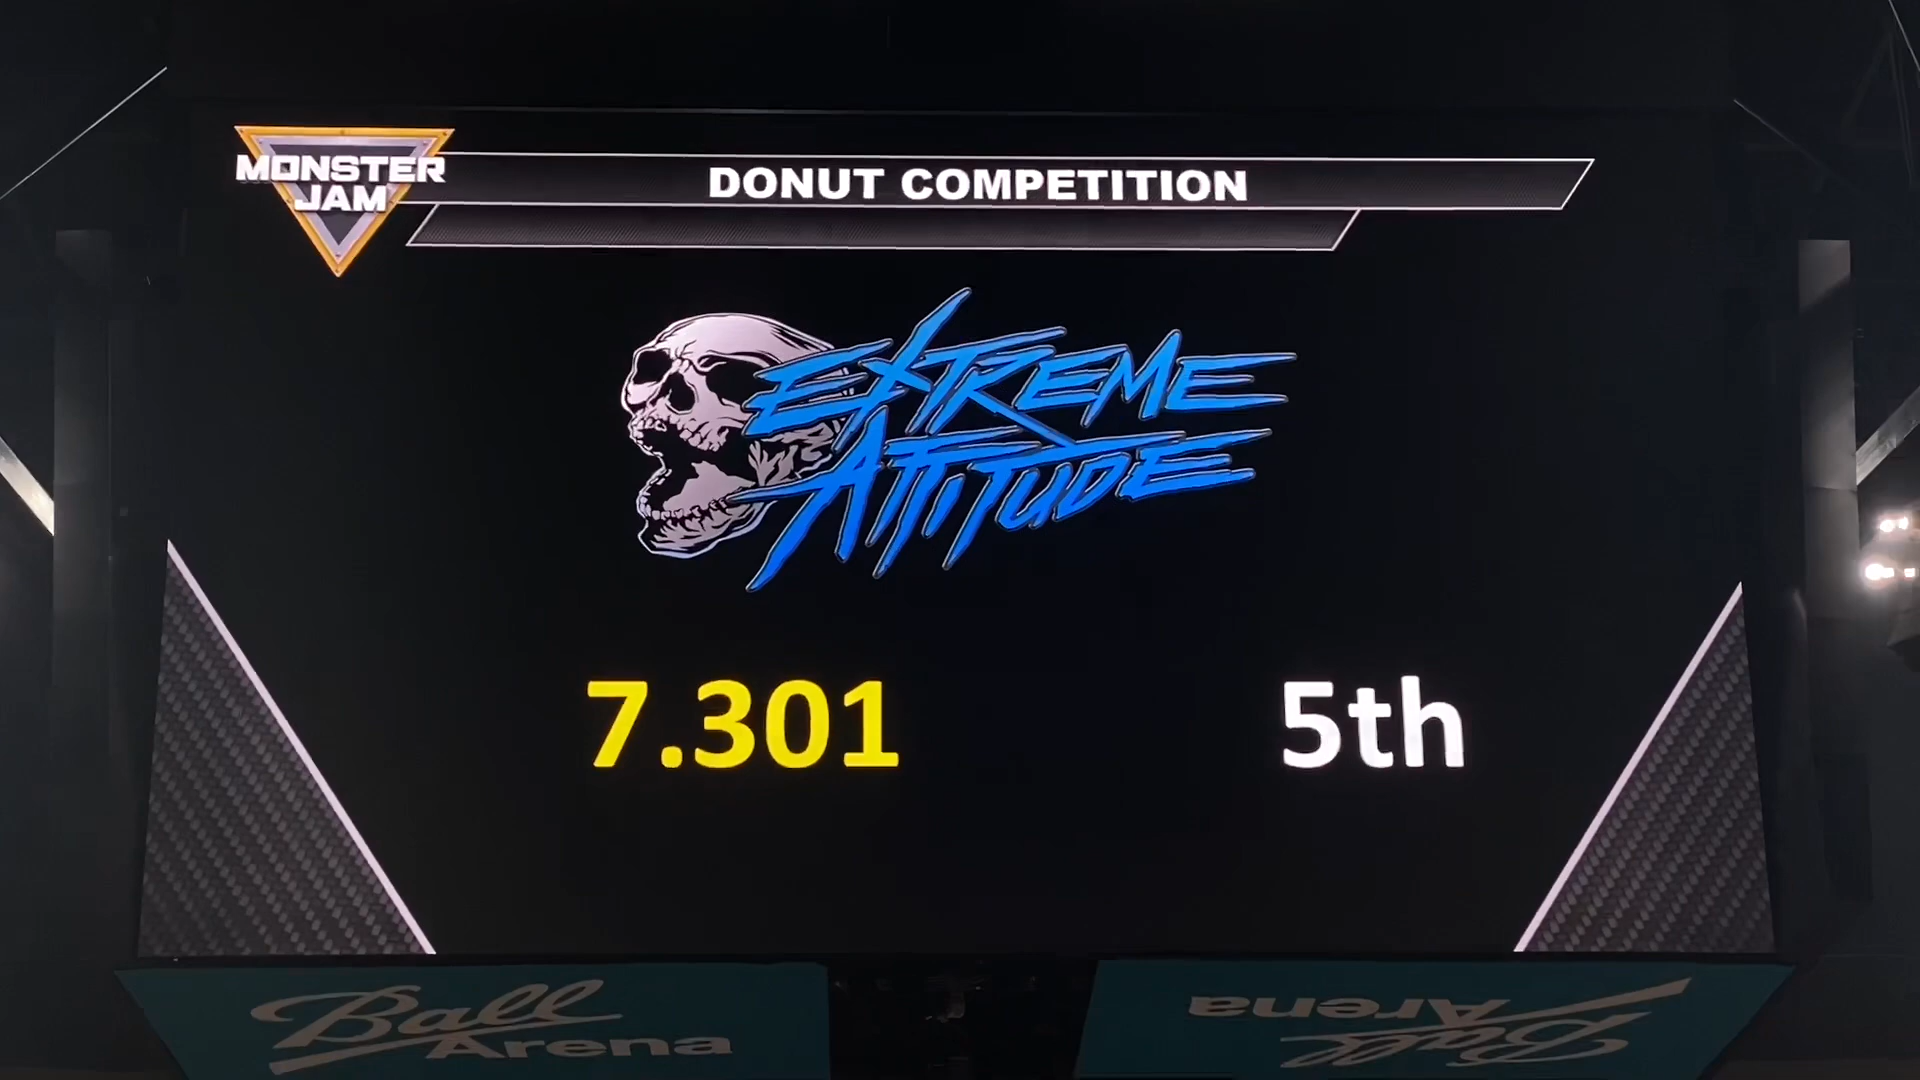 MONSTER
JAM
DONUT COMPETITION
EXTREME
ATTITUDE
7.301
5th
Ball
Arena
Ball
Arena